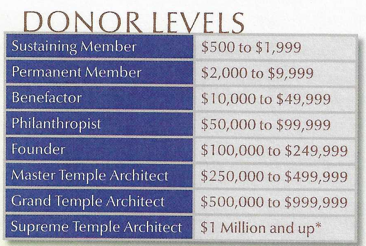 DONOR LEVELS
Sustaining Member $500 to $1,999
Permanent Member $2,000 to $9,999
Benefactor $10,000 to $49,999
Philanthropist $50,000 to $99,999
Founder $100,000 to $249,999
Master Temple Architect $250,000 to $499,999
Grand Temple Architect $500,000 to $999,999
Supreme Temple Architect $1 Million and up*